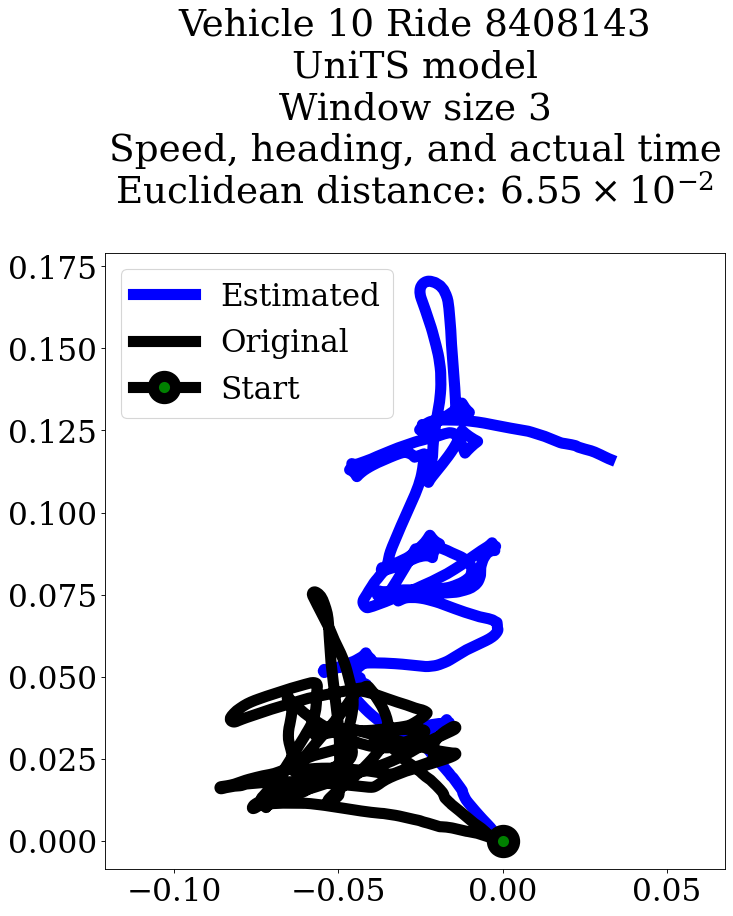 Vehicle 10 Ride 8408143
UniTS model
Window size 3
Speed, heading, and actual time
Euclidean distance: 6.55 × 10⁻²
0.175
0.150
0.125
0.100
0.075
0.050
0.025
0.000
Estimated
Original
Start
−0.10 −0.05 0.00 0.05